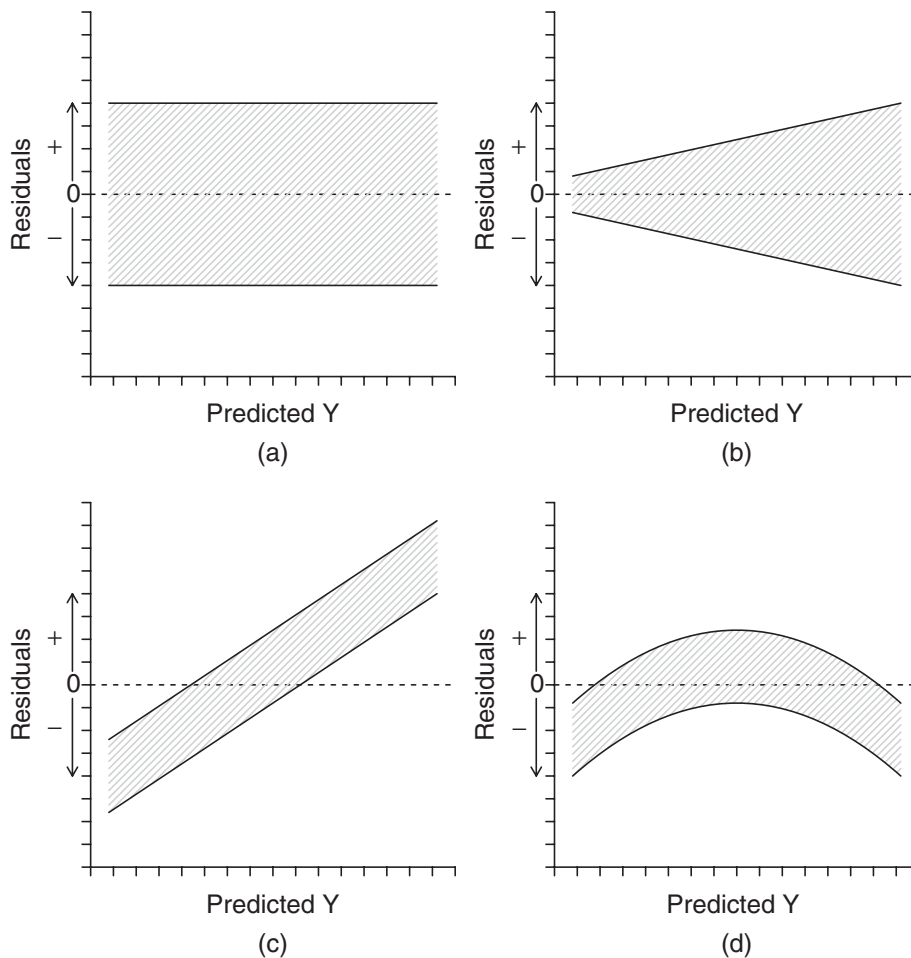 Residuals
+
0
−
Predicted Y
(a)
Residuals
+
0
−
Predicted Y
(b)
Residuals
+
0
−
Predicted Y
(c)
Residuals
+
0
−
Predicted Y
(d)